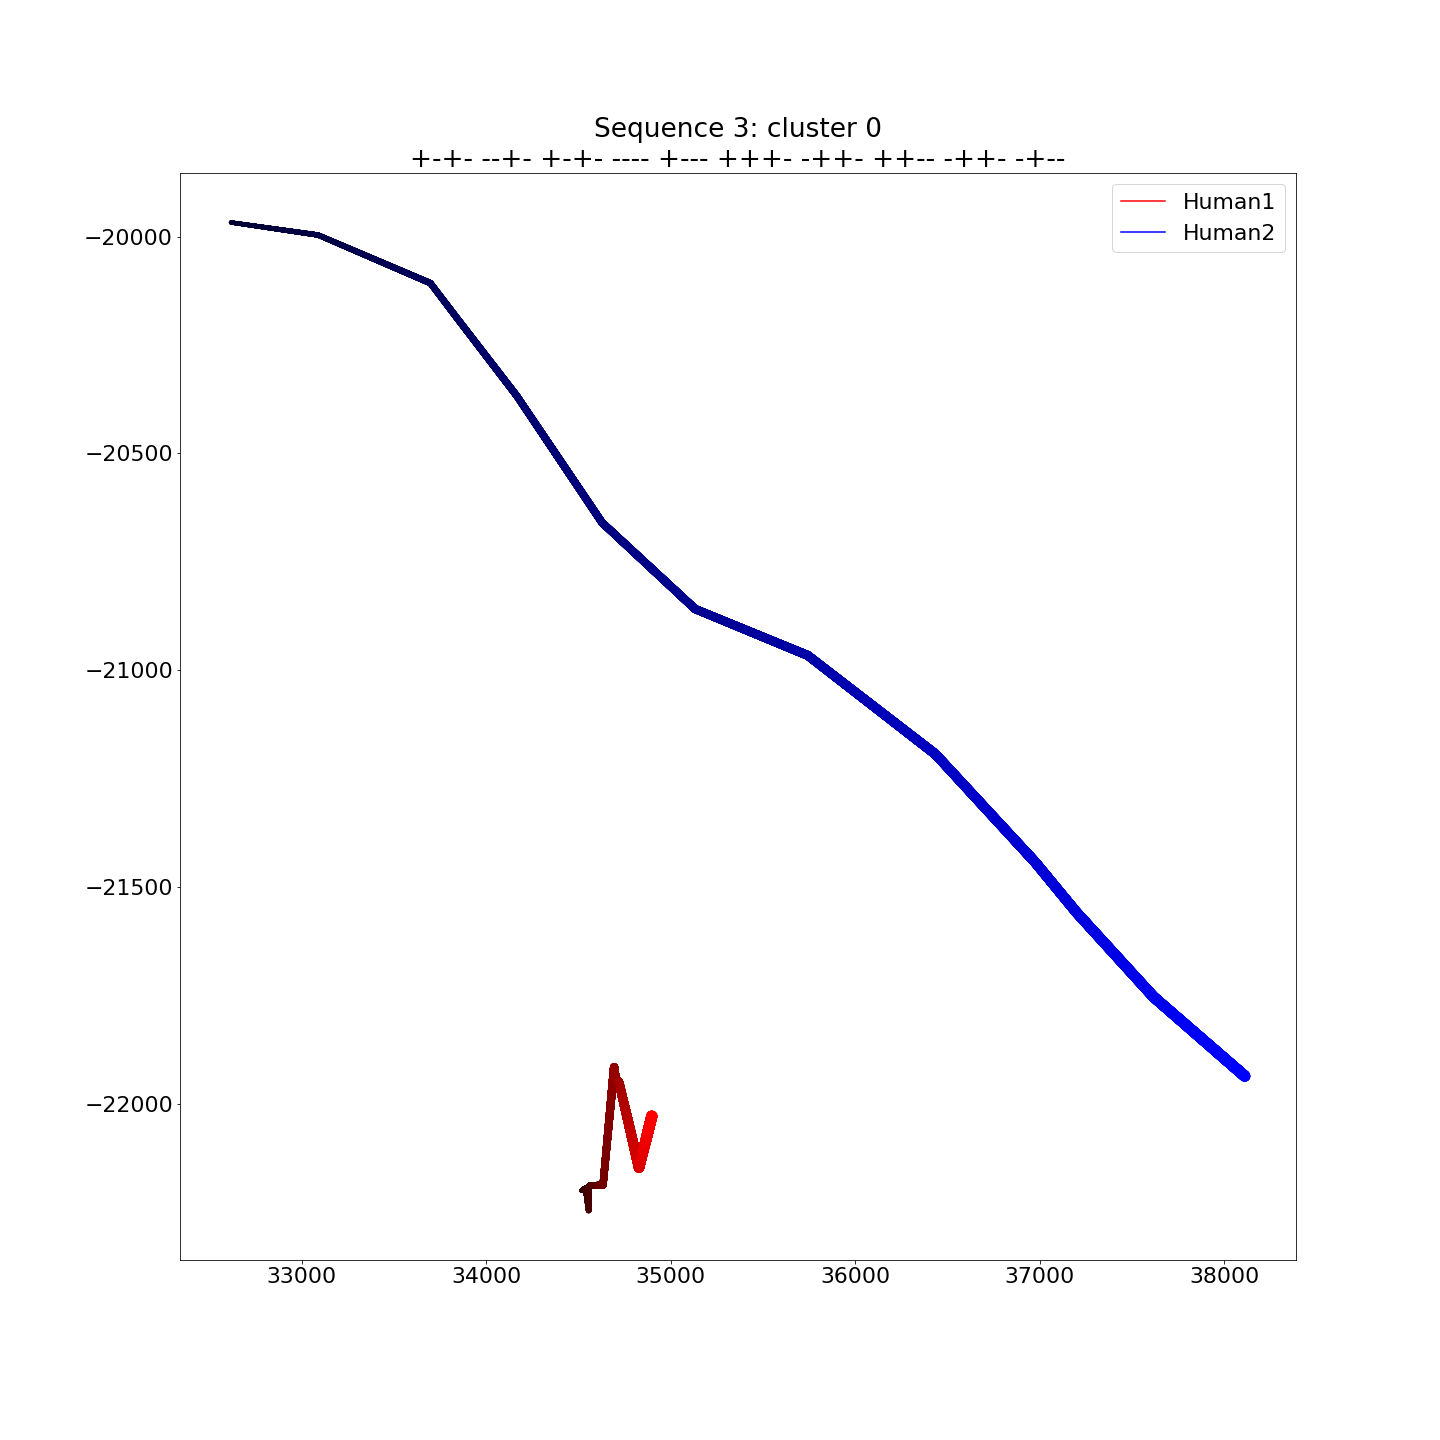 Sequence 3: cluster 0
+-+- --+- +-+- ---- +--- +++- -++- ++-- -++- -+--
Human1
Human2
−20000
−20500
−21000
−21500
−22000
33000 34000 35000 36000 37000 38000